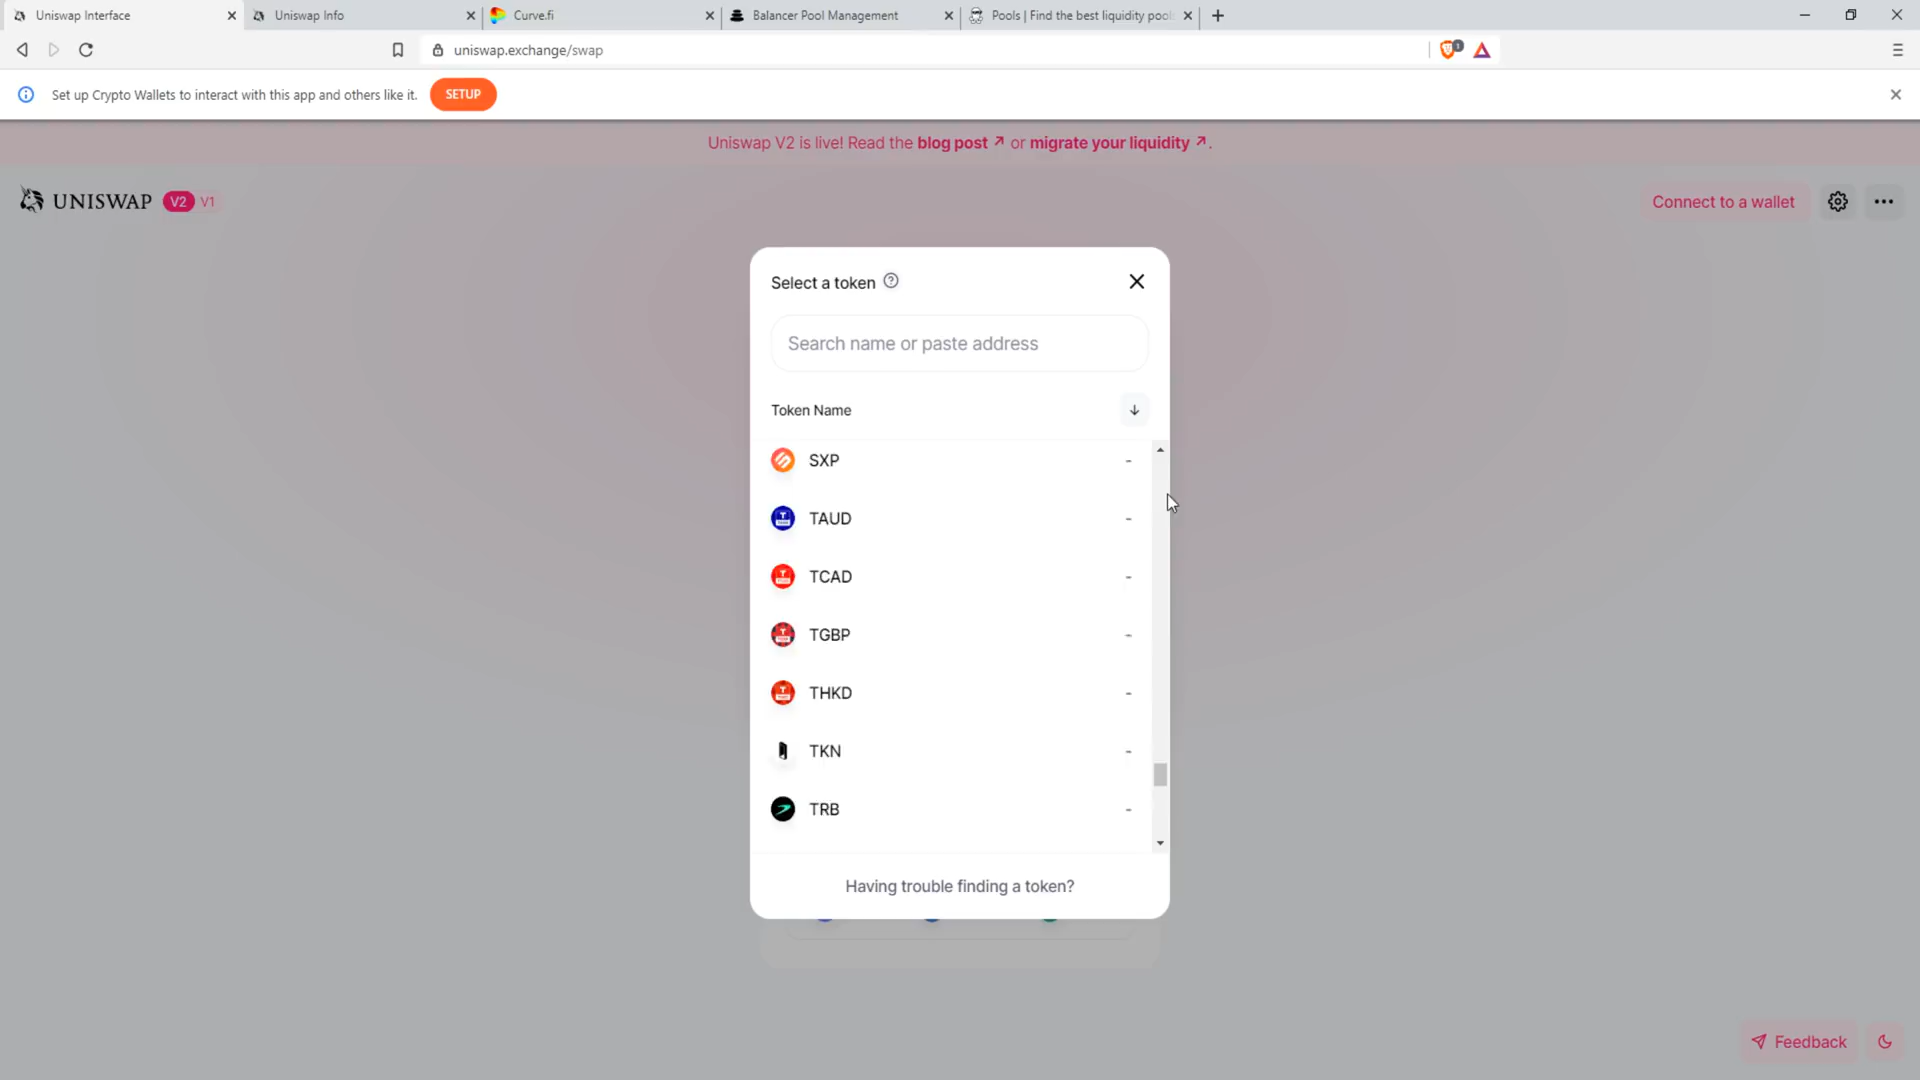 Uniswap Interface
Uniswap Info
Curve.fi
Balancer Pool Management
Pools | Find the best liquidity pools
uniswap.exchange/swap
1
Set up Crypto Wallets to interact with this app and others like it.
SETUP
Uniswap V2 is live! Read the blog post ↗ or migrate your liquidity ↗.
UNISWAP V2 V1
Connect to a wallet
Select a token
Search name or paste address
Token Name
SXP -
TAUD -
TCAD -
TGBP -
THKD -
TKN -
TRB -
Having trouble finding a token?
Feedback